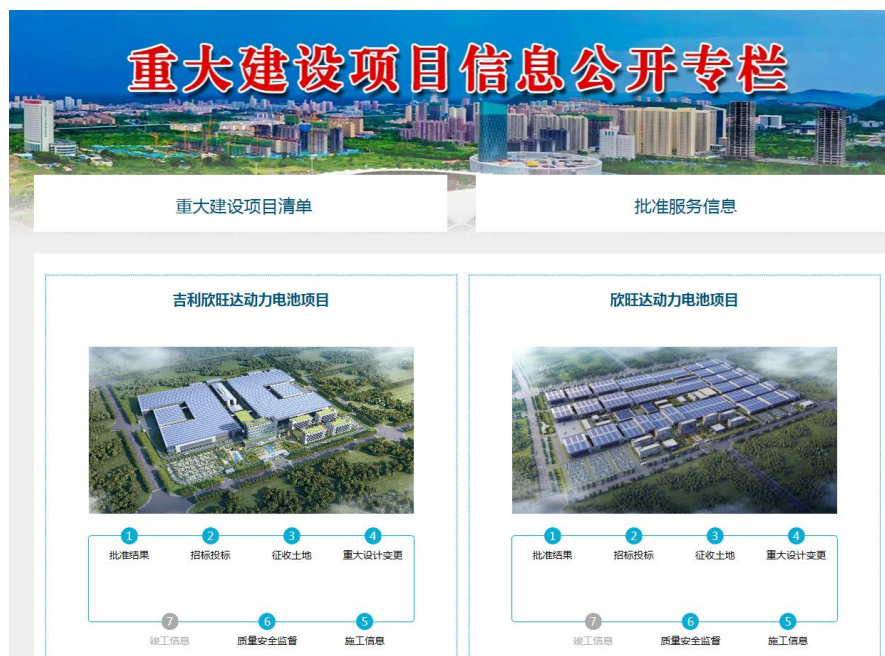 重大建设项目信息公开专栏
重大建设项目清单
批准服务信息
吉利欣旺达动力电池项目
1 2 3 4
批准结果 招标投标 征收土地 重大设计变更
7 6 5
竣工信息 质量安全监督 施工信息
欣旺达动力电池项目
1 2 3 4
批准结果 招标投标 征收土地 重大设计变更
7 6 5
竣工信息 质量安全监督 施工信息